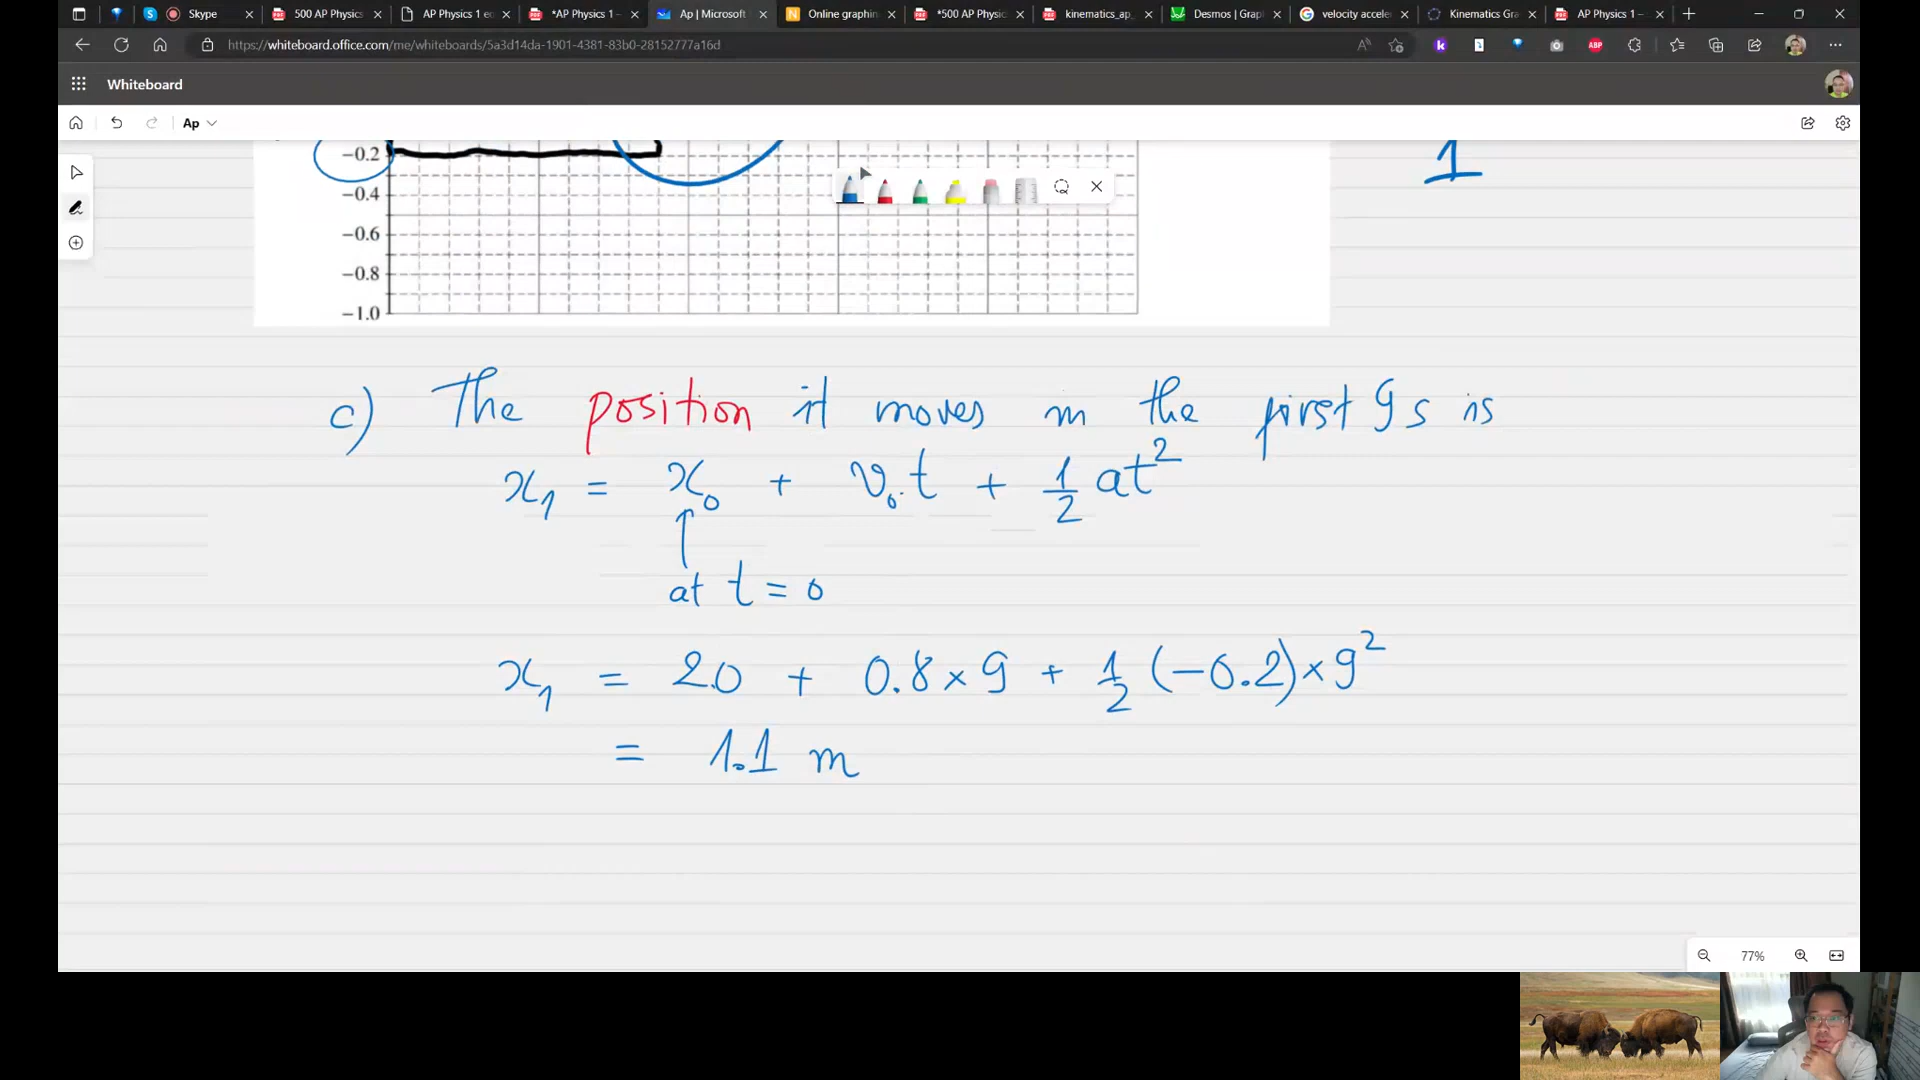 Skype
500 AP Physics
AP Physics 1
*AP Physics 1 –
Ap | Microsoft
Online graphin
*500 AP Physic
kinematics_ap_
Desmos | Grap
velocity accele
Kinematics Gra
AP Physics 1 –
https://whiteboard.office.com/me/whiteboards/5a3d14da-1901-4381-83b0-28152777a16d
ABP
Whiteboard
Ap
−0.2
1
−0.4
−0.6
−0.8
−1.0
c) The position it moves in the first 9 s is
x₁ = x₀ + v₀.t + 1/2 at²
at t = 0
x₁ = 2.0 + 0.8 × 9 + 1/2 (−0.2) × 9²
= 1.1 m
77%